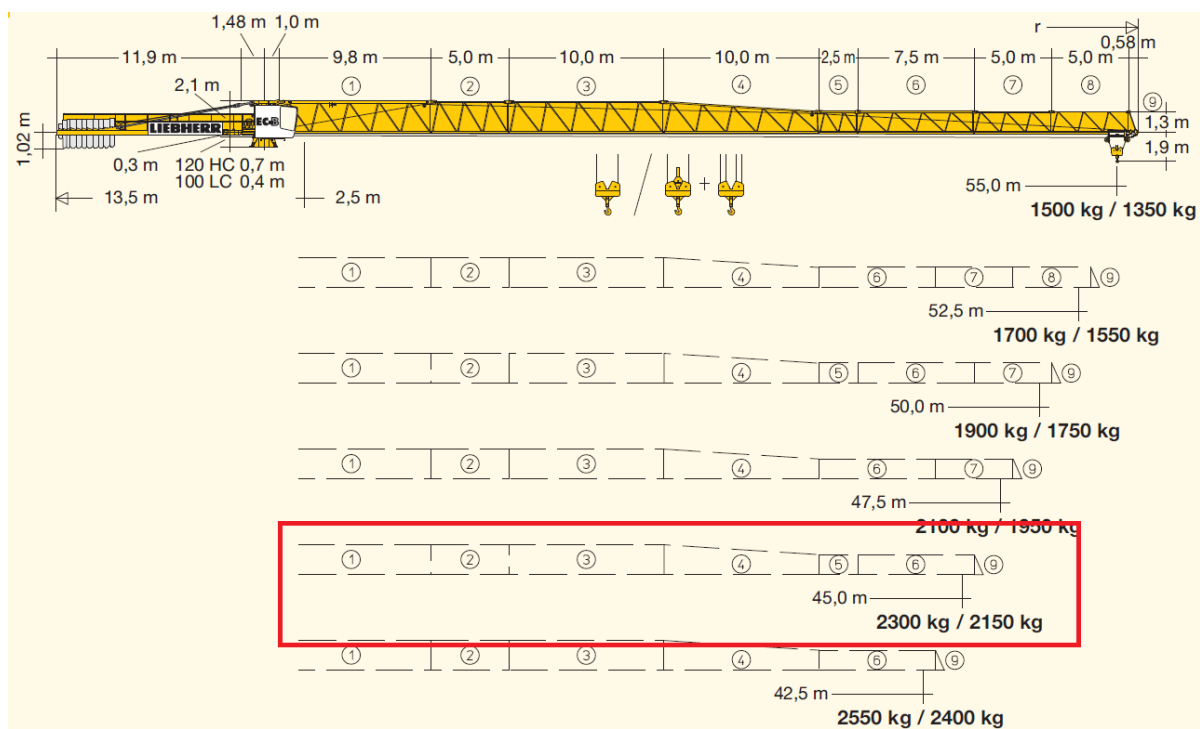 1,48 m 1,0 m
r
0,58 m
11,9 m 9,8 m 5,0 m 10,0 m 10,0 m 2,5 m 7,5 m 5,0 m 5,0 m
① ② ③ ④ ⑤ ⑥ ⑦ ⑧
2,1 m
⑨
LIEBHERR EC-B
1,3 m
1,02 m
1,9 m
0,3 m 120 HC 0,7 m
100 LC 0,4 m
13,5 m 2,5 m
/ +
55,0 m
1500 kg / 1350 kg
① ② ③ ④ ⑥ ⑦ ⑧ ⑨
52,5 m
1700 kg / 1550 kg
① ② ③ ④ ⑤ ⑥ ⑦ ⑨
50,0 m
1900 kg / 1750 kg
① ② ③ ④ ⑥ ⑦ ⑨
47,5 m
2100 kg / 1950 kg
① ② ③ ④ ⑤ ⑥ ⑨
45,0 m
2300 kg / 2150 kg
① ② ③ ④ ⑥ ⑨
42,5 m
2550 kg / 2400 kg